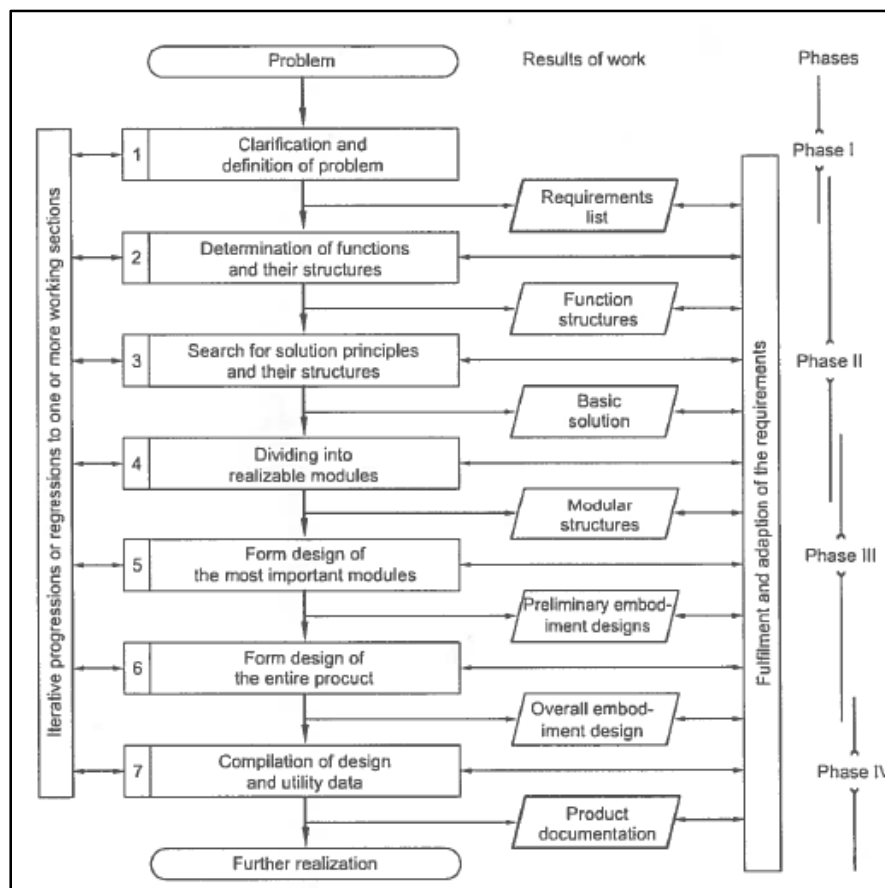 Problem
Results of work
Phases
1
Clarification and
definition of problem
Phase I
Requirements
list
2
Determination of functions
and their structures
Function
structures
3
Search for solution principles
and their structures
Phase II
Basic
solution
4
Dividing into
realizable modules
Modular
structures
5
Form design of
the most important modules
Phase III
Preliminary embod-
iment designs
6
Form design of
the entire procuct
Overall embod-
iment design
7
Compilation of design
and utility data
Phase IV
Product
documentation
Further realization
Iterative progressions or regressions to one or more working sections
Fulfilment and adaption of the requirements